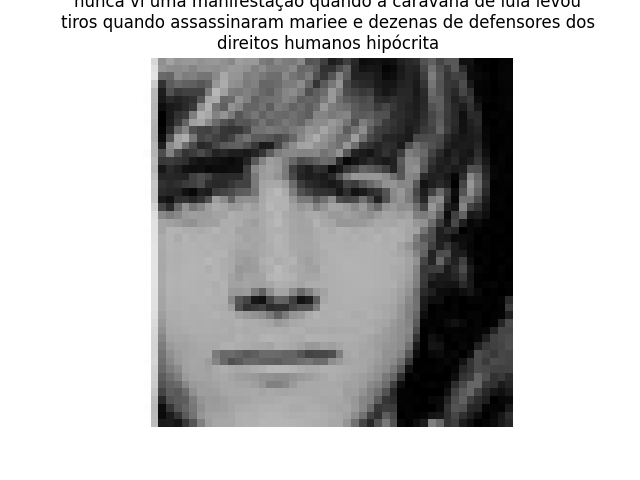 nunca vi uma manifestação quando a caravana de lula levou
tiros quando assassinaram mariee e dezenas de defensores dos
direitos humanos hipócrita